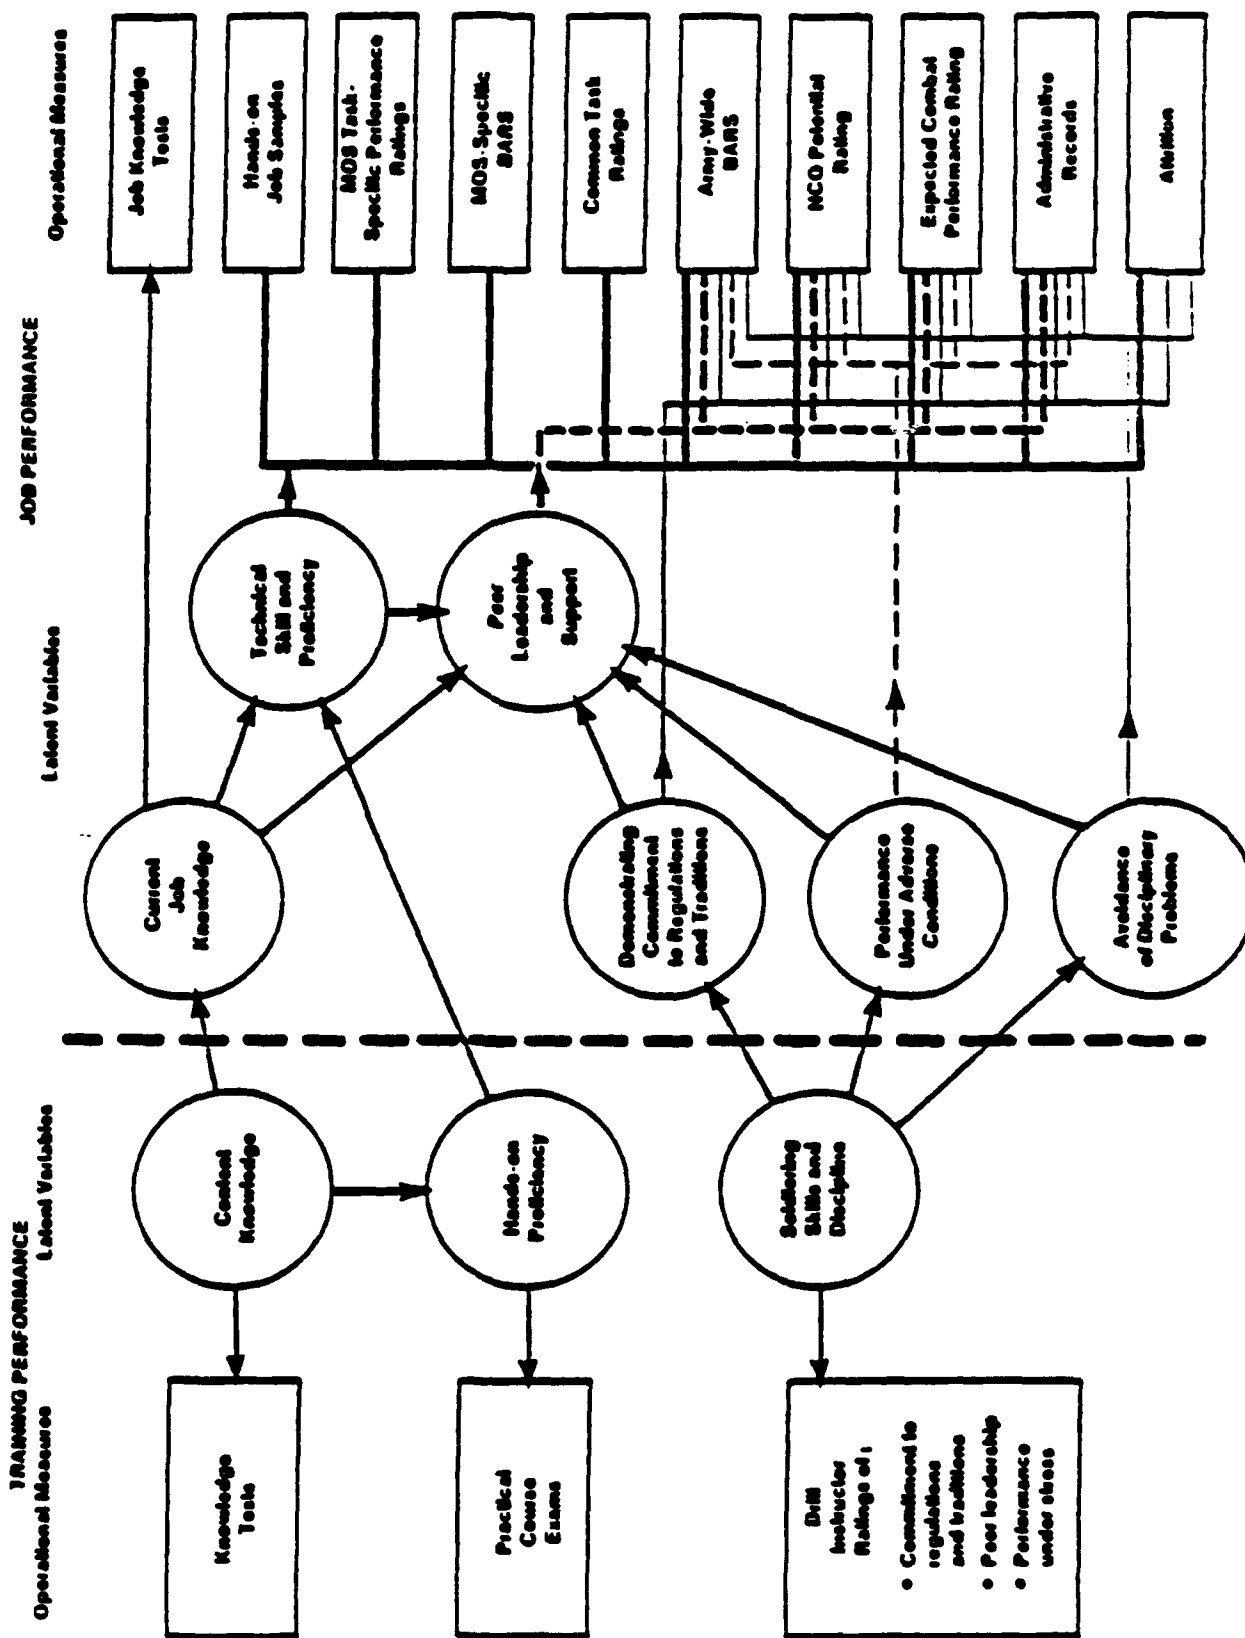 TRAINING PERFORMANCE
JOB PERFORMANCE
Operational Measures
Latent Variables
Latent Variables
Operational Measures
Knowledge
Tests
Practical
Course
Exams
Drill
Instructor
Ratings of:
• Commitment to
regulations
and traditions
• Peer leadership
• Performance
under stress
Content
Knowledge
Hands-on
Proficiency
Soldiering
Skills and
Discipline
Current
Job
Knowledge
Demonstrating
Commitment
to Regulations
and Traditions
Performance
Under Adverse
Conditions
Avoidance
of Disciplinary
Problems
Technical
Skill and
Proficiency
Peer
Leadership
and
Support
Job Knowledge
Tests
Hands-on
Job Samples
MOS Task-
Specific Performance
Ratings
MOS-Specific
BARS
Common Task
Ratings
Army-Wide
BARS
NCO Potential
Rating
Expected Combat
Performance Rating
Administrative
Records
Attrition